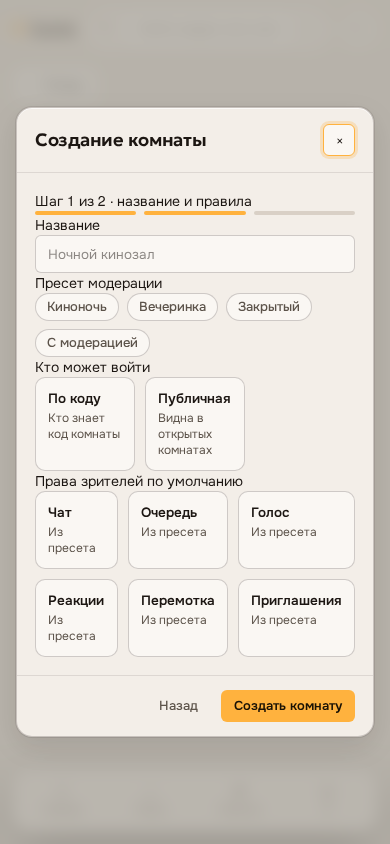 Создание комнаты
×
Шаг 1 из 2 · название и правила
Название
Ночной кинозал
Пресет модерации
Киноночь
Вечеринка
Закрытый
С модерацией
Кто может войти
По коду
Кто знает
код комнаты
Публичная
Видна в
открытых
комнатах
Права зрителей по умолчанию
Чат
Из
пресета
Очередь
Из пресета
Голос
Из пресета
Реакции
Из
пресета
Перемотка
Из пресета
Приглашения
Из пресета
Назад
Создать комнату